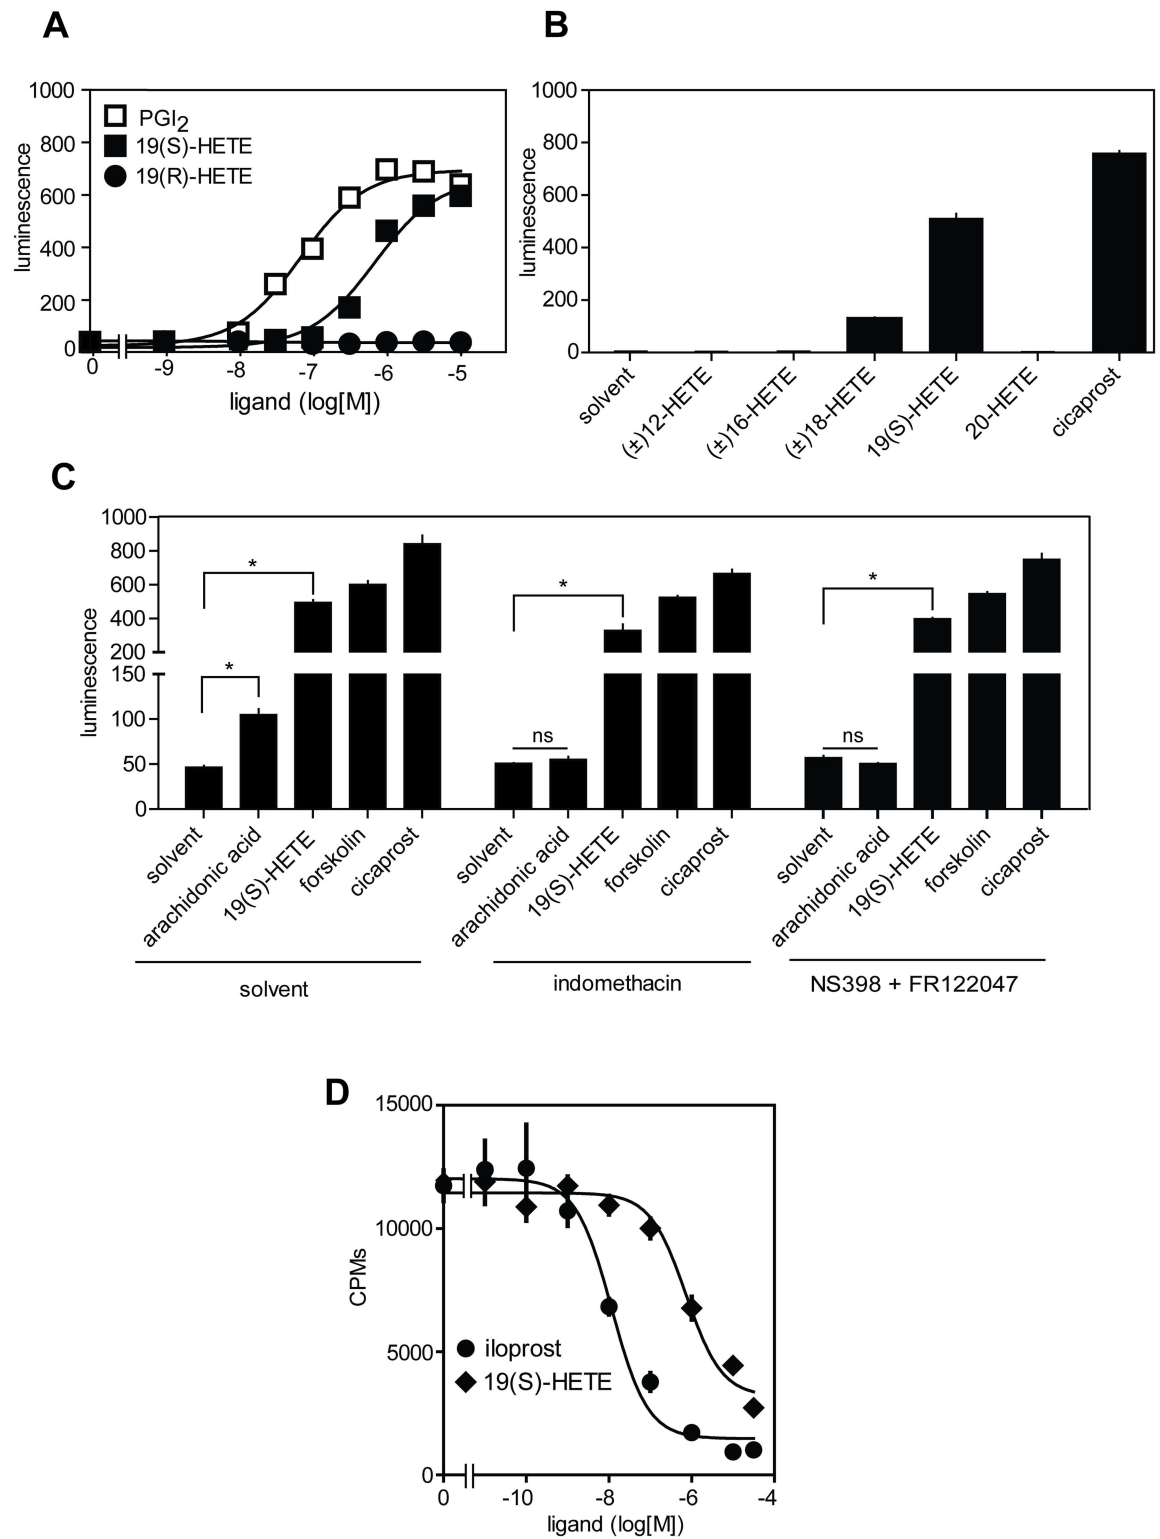 A
B
1000
800
600
400
200
0
luminescence
PGI2
19(S)-HETE
19(R)-HETE
0 -9 -8 -7 -6 -5
ligand (log[M])
1000
800
600
400
200
0
luminescence
solvent
(±)12-HETE
(±)16-HETE
(±)18-HETE
19(S)-HETE
20-HETE
cicaprost
C
1000
800
600
400
200
150
100
50
0
luminescence
*
*
*
ns
*
ns
solvent
arachidonic acid
19(S)-HETE
forskolin
cicaprost
solvent
arachidonic acid
19(S)-HETE
forskolin
cicaprost
solvent
arachidonic acid
19(S)-HETE
forskolin
cicaprost
solvent
indomethacin
NS398 + FR122047
D
15000
10000
5000
0
CPMs
iloprost
19(S)-HETE
0 -10 -8 -6 -4
ligand (log[M])